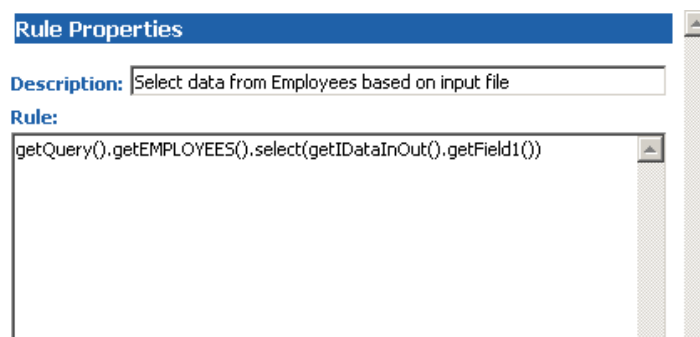 Rule Properties
Description: Select data from Employees based on input file
Rule:
getQuery().getEMPLOYEES().select(getIDataInOut().getField1())